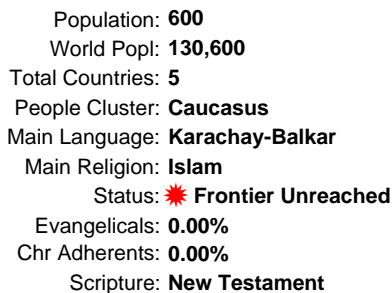 Population: 600
World Popl: 130,600
Total Countries: 5
People Cluster: Caucasus
Main Language: Karachay-Balkar
Main Religion: Islam
Status: Frontier Unreached
Evangelicals: 0.00%
Chr Adherents: 0.00%
Scripture: New Testament